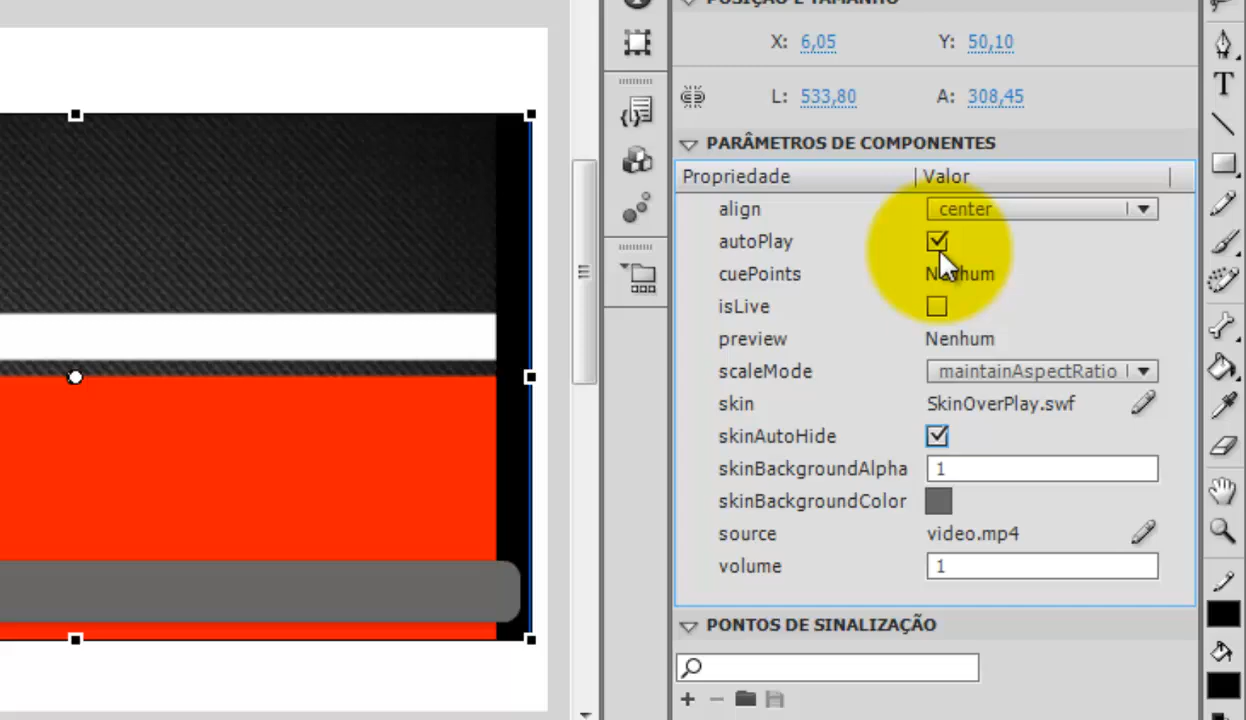 POSIÇÃO E TAMANHO
X: 6,05 Y: 50,10
L: 533,80 A: 308,45
PARÂMETROS DE COMPONENTES
Propriedade Valor
align center
autoPlay
cuePoints Nenhum
isLive
preview Nenhum
scaleMode maintainAspectRatio
skin SkinOverPlay.swf
skinAutoHide
skinBackgroundAlpha 1
skinBackgroundColor
source video.mp4
volume 1
PONTOS DE SINALIZAÇÃO